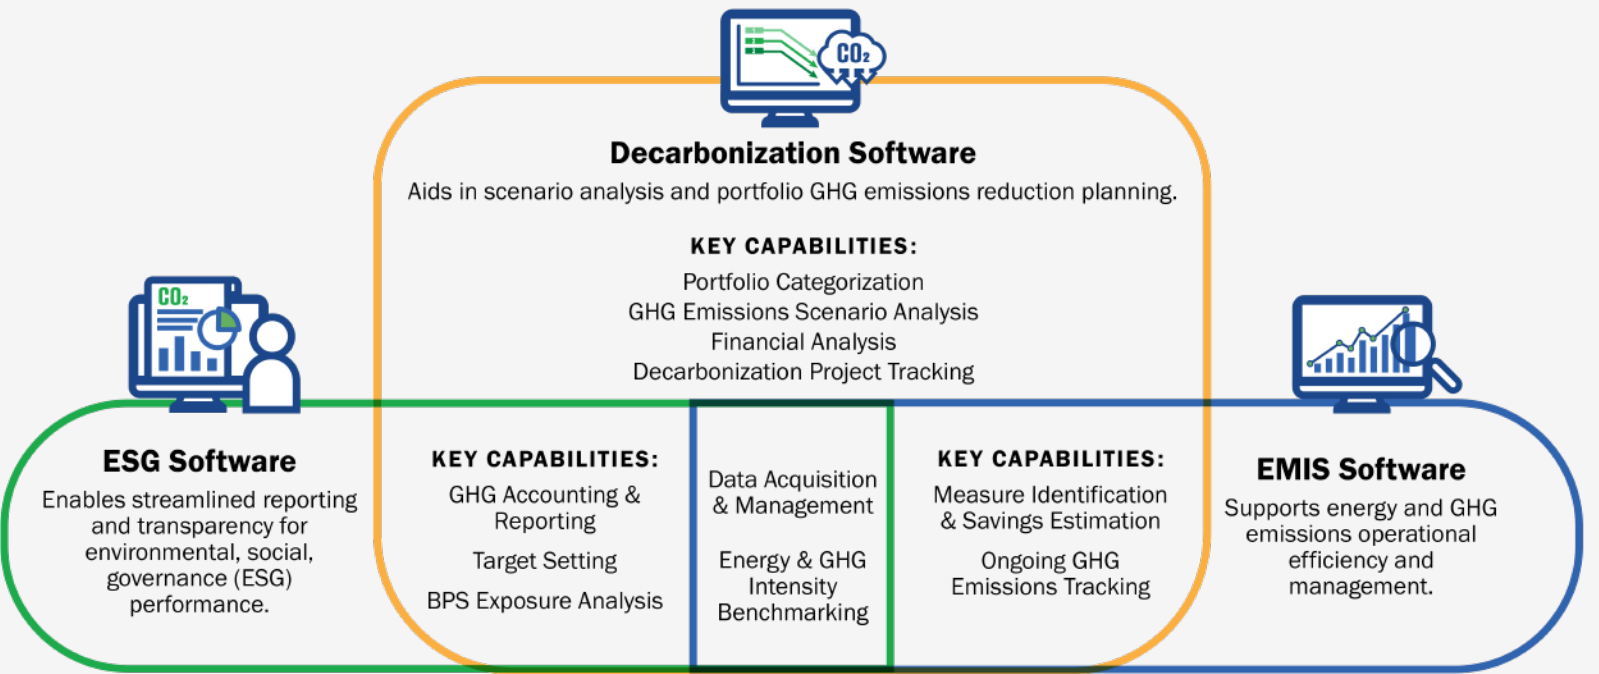 1
2
3
CO₂
Decarbonization Software
Aids in scenario analysis and portfolio GHG emissions reduction planning.
KEY CAPABILITIES:
Portfolio Categorization
GHG Emissions Scenario Analysis
Financial Analysis
Decarbonization Project Tracking
CO₂
ESG Software
Enables streamlined reporting
and transparency for
environmental, social,
governance (ESG)
performance.
KEY CAPABILITIES:
GHG Accounting &
Reporting
Target Setting
BPS Exposure Analysis
Data Acquisition
& Management
Energy & GHG
Intensity
Benchmarking
KEY CAPABILITIES:
Measure Identification
& Savings Estimation
Ongoing GHG
Emissions Tracking
EMIS Software
Supports energy and GHG
emissions operational
efficiency and
management.